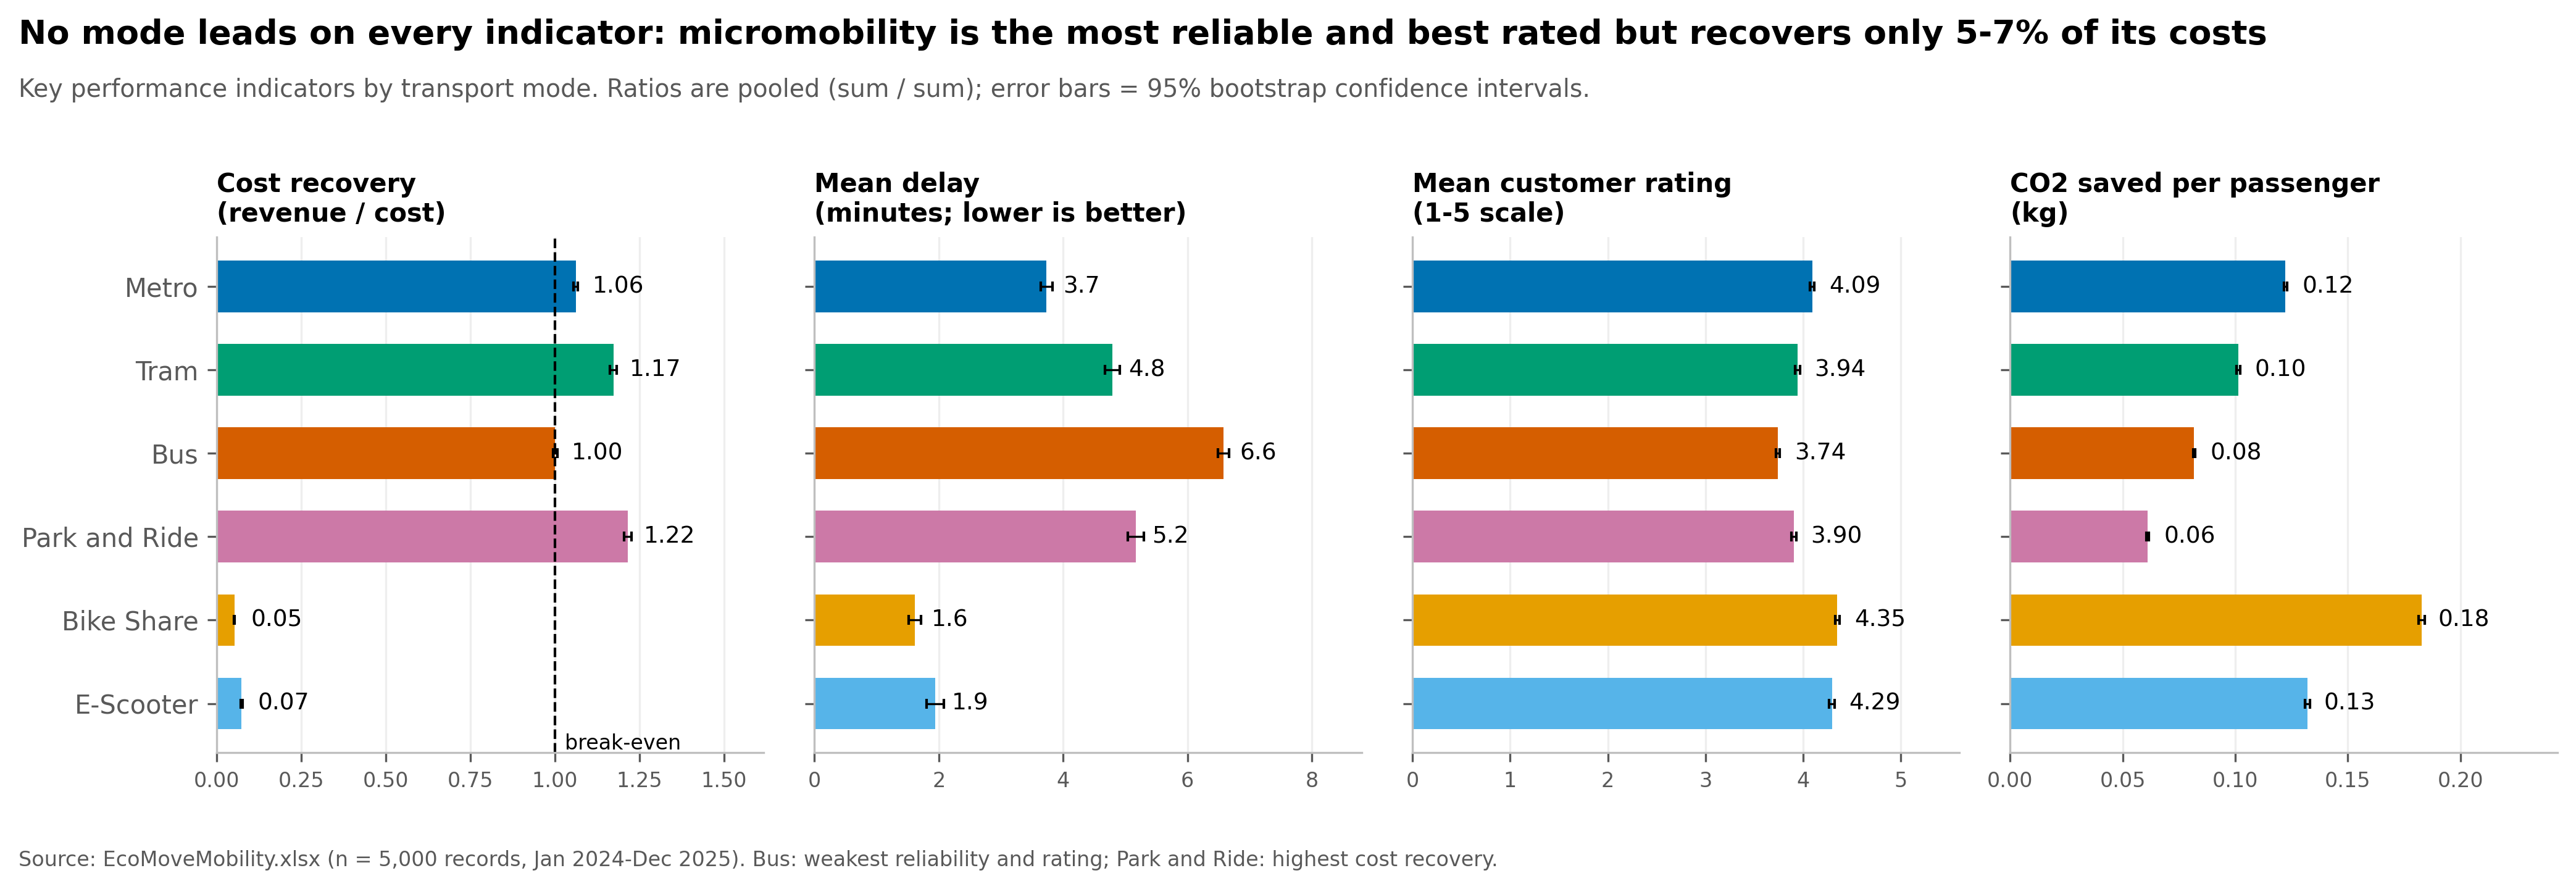 No mode leads on every indicator: micromobility is the most reliable and best rated but recovers only 5-7% of its costs
Key performance indicators by transport mode. Ratios are pooled (sum / sum); error bars = 95% bootstrap confidence intervals.
Cost recovery
(revenue / cost)
Metro
Tram
Bus
Park and Ride
Bike Share
E-Scooter
1.06
1.17
1.00
1.22
0.05
0.07
break-even
0.00 0.25 0.50 0.75 1.00 1.25 1.50
Mean delay
(minutes; lower is better)
3.7
4.8
6.6
5.2
1.6
1.9
0 2 4 6 8
Mean customer rating
(1-5 scale)
4.09
3.94
3.74
3.90
4.35
4.29
0 1 2 3 4 5
CO2 saved per passenger
(kg)
0.12
0.10
0.08
0.06
0.18
0.13
0.00 0.05 0.10 0.15 0.20
Source: EcoMoveMobility.xlsx (n = 5,000 records, Jan 2024-Dec 2025). Bus: weakest reliability and rating; Park and Ride: highest cost recovery.